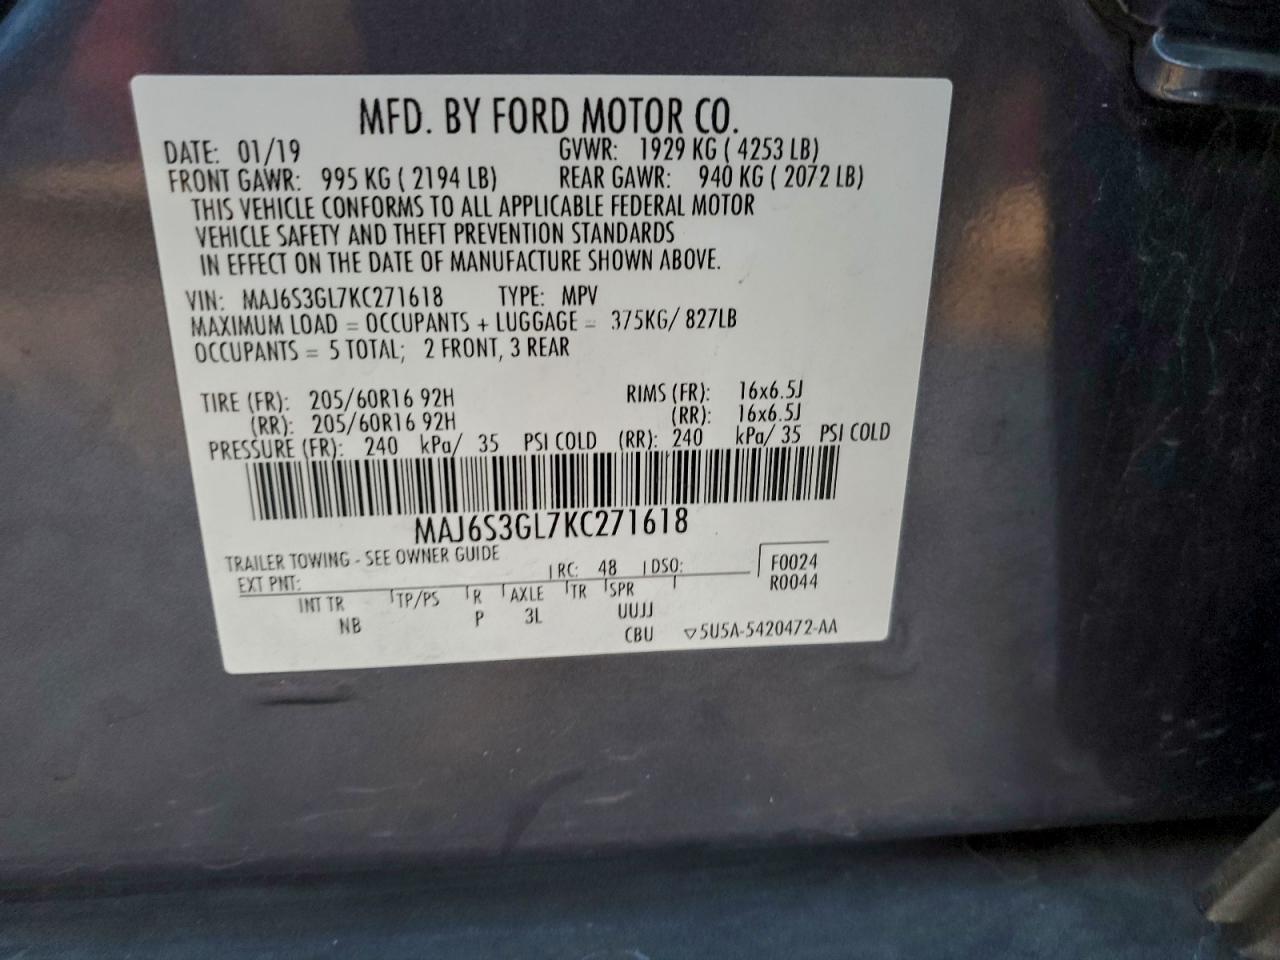 MFD. BY FORD MOTOR CO.
DATE: 01/19 GVWR: 1929 KG ( 4253 LB)
FRONT GAWR: 995 KG ( 2194 LB) REAR GAWR: 940 KG ( 2072 LB)
THIS VEHICLE CONFORMS TO ALL APPLICABLE FEDERAL MOTOR
VEHICLE SAFETY AND THEFT PREVENTION STANDARDS
IN EFFECT ON THE DATE OF MANUFACTURE SHOWN ABOVE.
VIN: MAJ6S3GL7KC271618 TYPE: MPV
MAXIMUM LOAD = OCCUPANTS + LUGGAGE = 375KG/ 827LB
OCCUPANTS = 5 TOTAL; 2 FRONT, 3 REAR
TIRE (FR): 205/60R16 92H RIMS (FR): 16x6.5J
(RR): 205/60R16 92H (RR): 16x6.5J
PRESSURE (FR): 240 kPa/ 35 PSI COLD (RR): 240 kPa/ 35 PSI COLD
MAJ6S3GL7KC271618
TRAILER TOWING - SEE OWNER GUIDE
EXT PNT: RC: 48 DSO: F0024
R0044
INT TR TP/PS R AXLE TR SPR
NB P 3L UUJJ
CBU ▽5U5A-5420472-AA